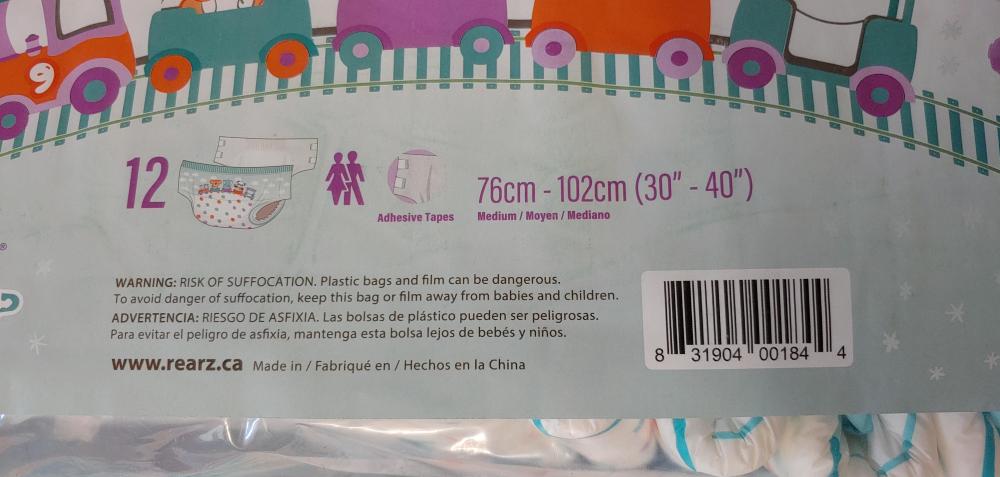 9
12
Adhesive Tapes
76cm - 102cm (30" - 40")
Medium / Moyen / Mediano
®
WARNING: RISK OF SUFFOCATION. Plastic bags and film can be dangerous.
To avoid danger of suffocation, keep this bag or film away from babies and children.
ADVERTENCIA: RIESGO DE ASFIXIA. Las bolsas de plástico pueden ser peligrosas.
Para evitar el peligro de asfixia, mantenga esta bolsa lejos de bebés y niños.
www.rearz.ca Made in / Fabriqué en / Hechos en la China
8 31904 00184 4